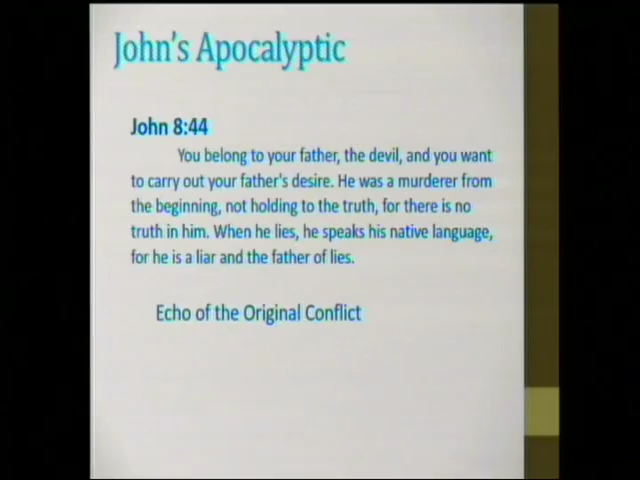 John's Apocalyptic
John 8:44
You belong to your father, the devil, and you want
to carry out your father's desire. He was a murderer from
the beginning, not holding to the truth, for there is no
truth in him. When he lies, he speaks his native language,
for he is a liar and the father of lies.
Echo of the Original Conflict